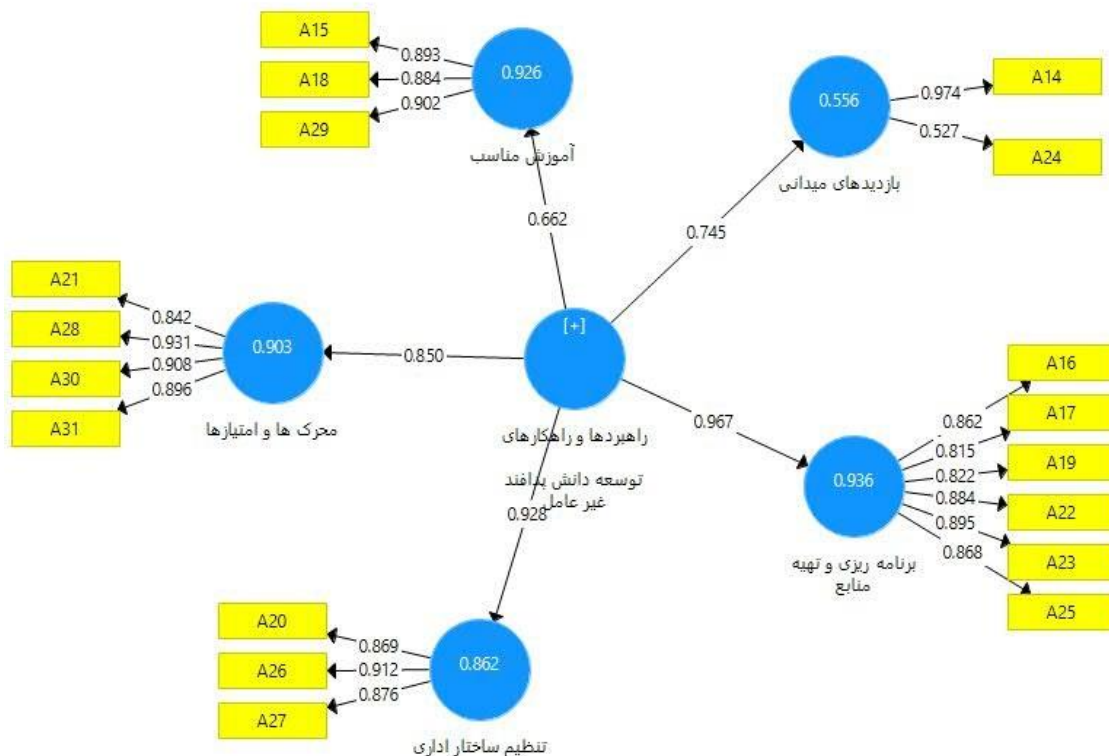 A15
A18
A29
0.893
0.884
0.902
0.926
آموزش مناسب
0.556
بازدیدهای میدانی
0.974
0.527
A14
A24
0.662
0.745
A21
A28
A30
A31
0.842
0.931
0.908
0.896
0.903
محرک ها و امتیازها
0.850
[+]
راهبردها و راهکارهای
توسعه دانش پدافند
غیر عامل
0.967
0.928
0.936
برنامه ریزی و تهیه
منابع
0.862
0.815
0.822
0.884
0.895
0.868
A16
A17
A19
A22
A23
A25
A20
A26
A27
0.869
0.912
0.876
0.862
تنظیم ساختار اداری